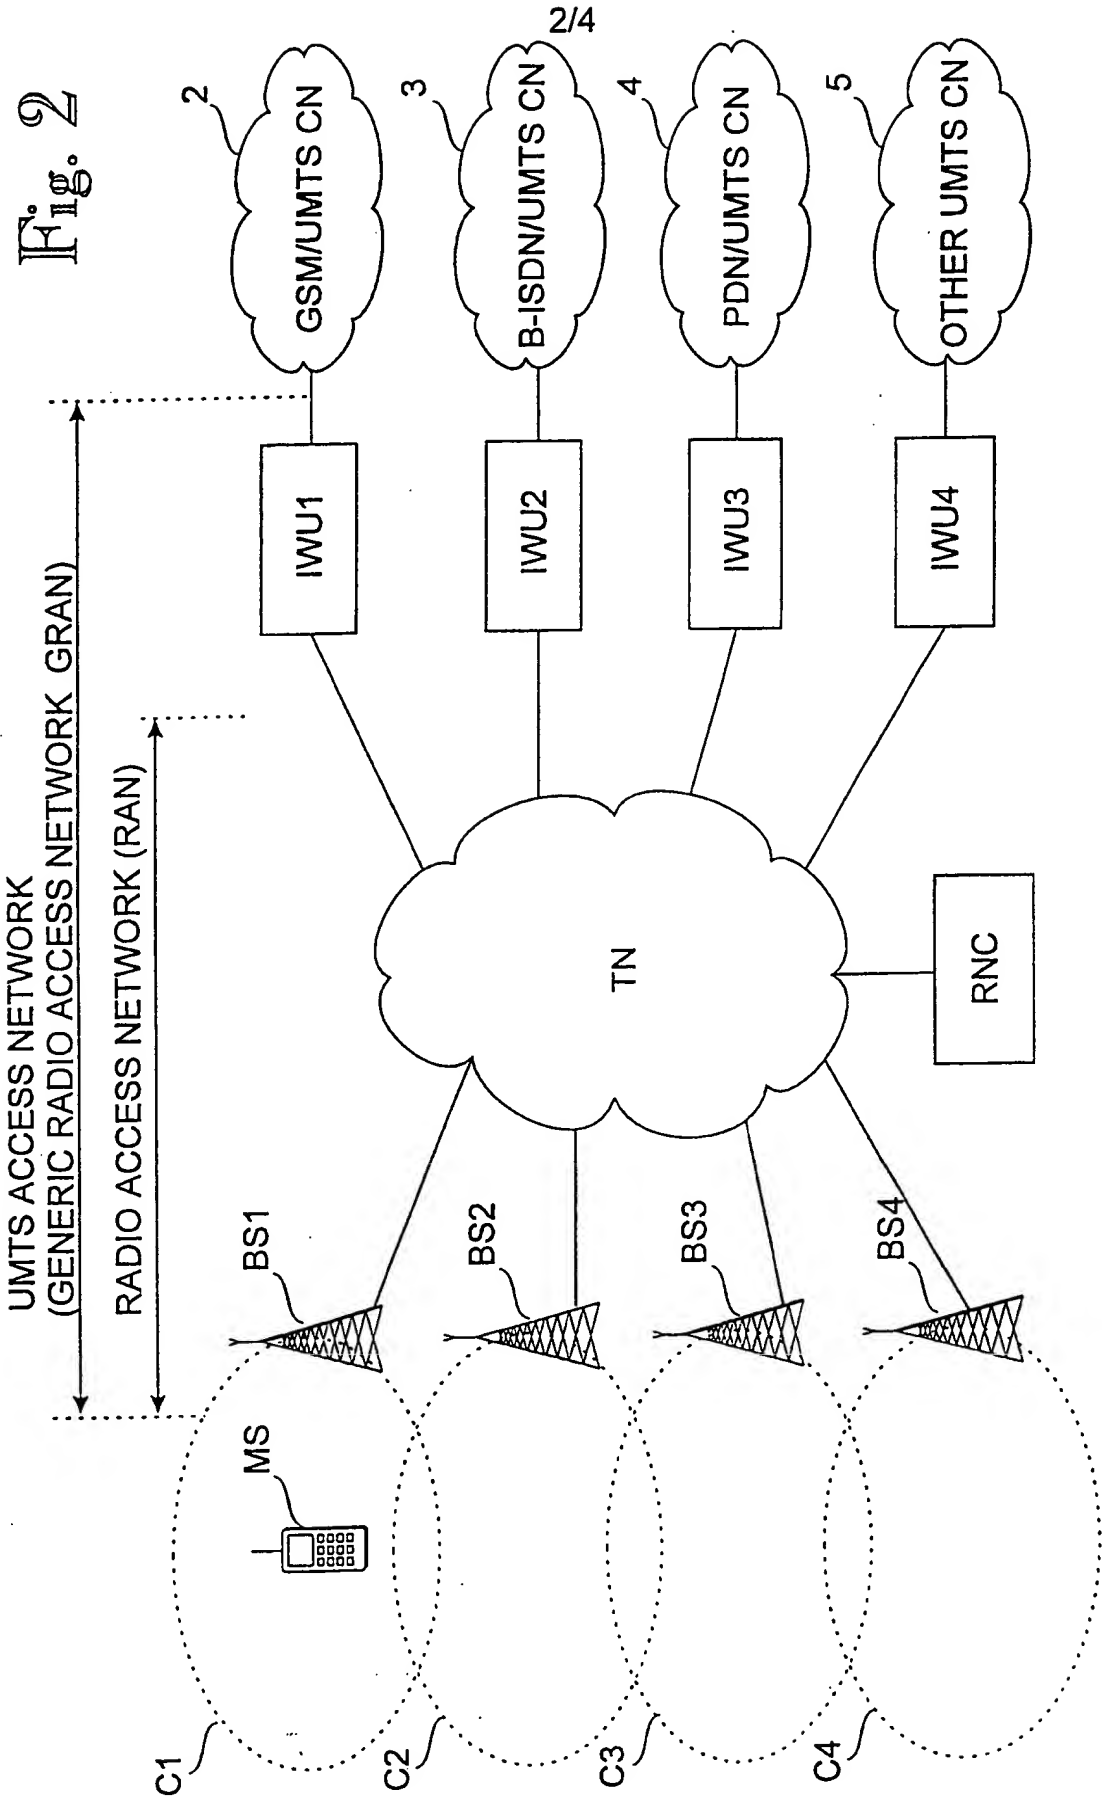 2/4
Fig. 2
UMTS ACCESS NETWORK
(GENERIC RADIO ACCESS NETWORK GRAN)
RADIO ACCESS NETWORK (RAN)
C1
MS
BS1
IWU1
GSM/UMTS CN
2
C2
BS2
IWU2
B-ISDN/UMTS CN
3
TN
C3
BS3
IWU3
PDN/UMTS CN
4
C4
BS4
IWU4
OTHER UMTS CN
5
RNC